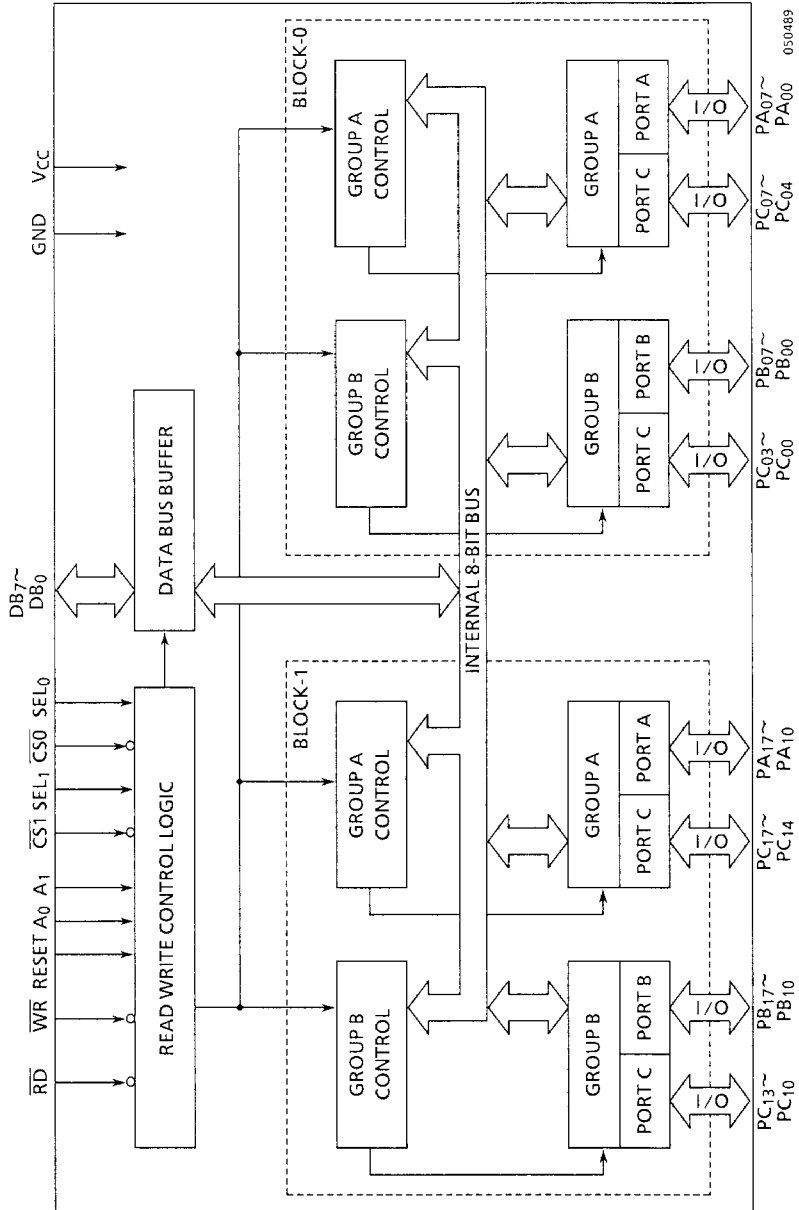 RD
WR
RESET
A0
A1
CS1
SEL1
CS0
SEL0
DB7~
DB0
GND
VCC
READ WRITE CONTROL LOGIC
DATA BUS BUFFER
BLOCK-1
BLOCK-0
GROUP B
CONTROL
GROUP A
CONTROL
GROUP B
CONTROL
GROUP A
CONTROL
INTERNAL 8-BIT BUS
GROUP B
PORT C
PORT B
GROUP A
PORT C
PORT A
GROUP B
PORT C
PORT B
GROUP A
PORT C
PORT A
I/O
I/O
I/O
I/O
I/O
I/O
I/O
I/O
PC13~
PC10
PB17~
PB10
PC17~
PC14
PA17~
PA10
PC03~
PC00
PB07~
PB00
PC07~
PC04
PA07~
PA00
050489